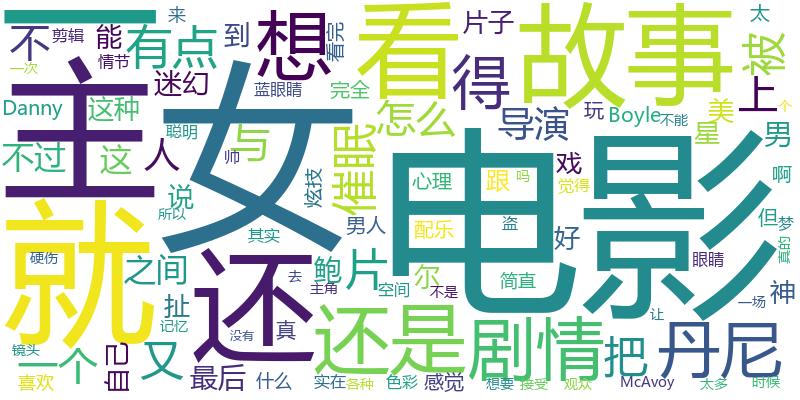 一
来
太
不
剪辑
能
有点
到
看完
想
看
片子
故事
被
一次
情节
迷幻
蓝眼睛
得
上
个
Danny
这种
主
女
完全
怎么
导演
玩
Boyle
不能
美
星
男
聪明
与
催眠
电影
不过
这
人
帅
炫技
心理
跟
吗
戏
觉得
啊
说
所以
男人
配乐
盗
好
但
梦
就
其实
眼睛
真的
硬伤
还
之间
鲍
片
尔
简直
神
扯
去
主角
空间
不是
一场
记忆
没有
真
还是
剧情
把
丹尼
让
镜头
一个
自己
又
喜欢
最后
什么
实在
各种
色彩
感觉
想要
接受
观众
McAvoy
太多
时候